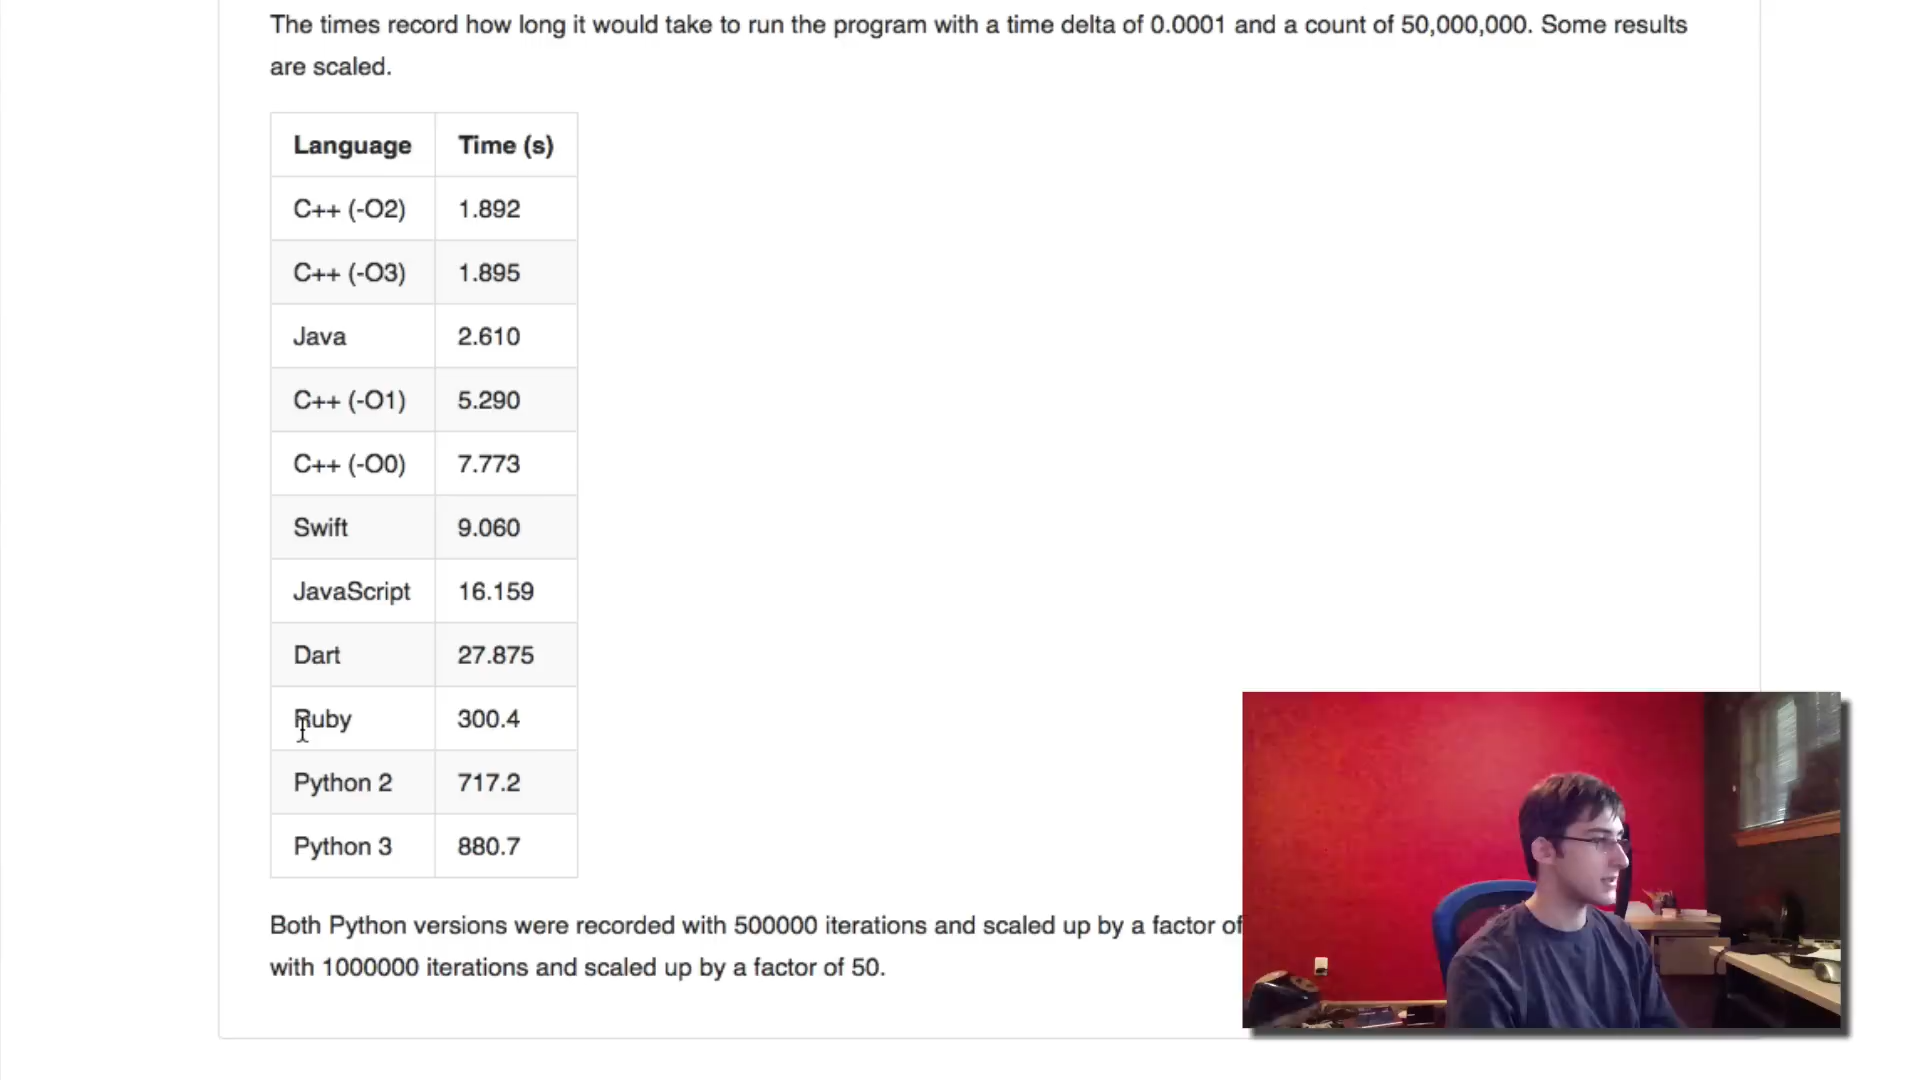 The times record how long it would take to run the program with a time delta of 0.0001 and a count of 50,000,000. Some results
are scaled.
Language Time (s)
C++ (-O2) 1.892
C++ (-O3) 1.895
Java 2.610
C++ (-O1) 5.290
C++ (-O0) 7.773
Swift 9.060
JavaScript 16.159
Dart 27.875
Ruby 300.4
Python 2 717.2
Python 3 880.7
Both Python versions were recorded with 500000 iterations and scaled up by a factor of
with 1000000 iterations and scaled up by a factor of 50.